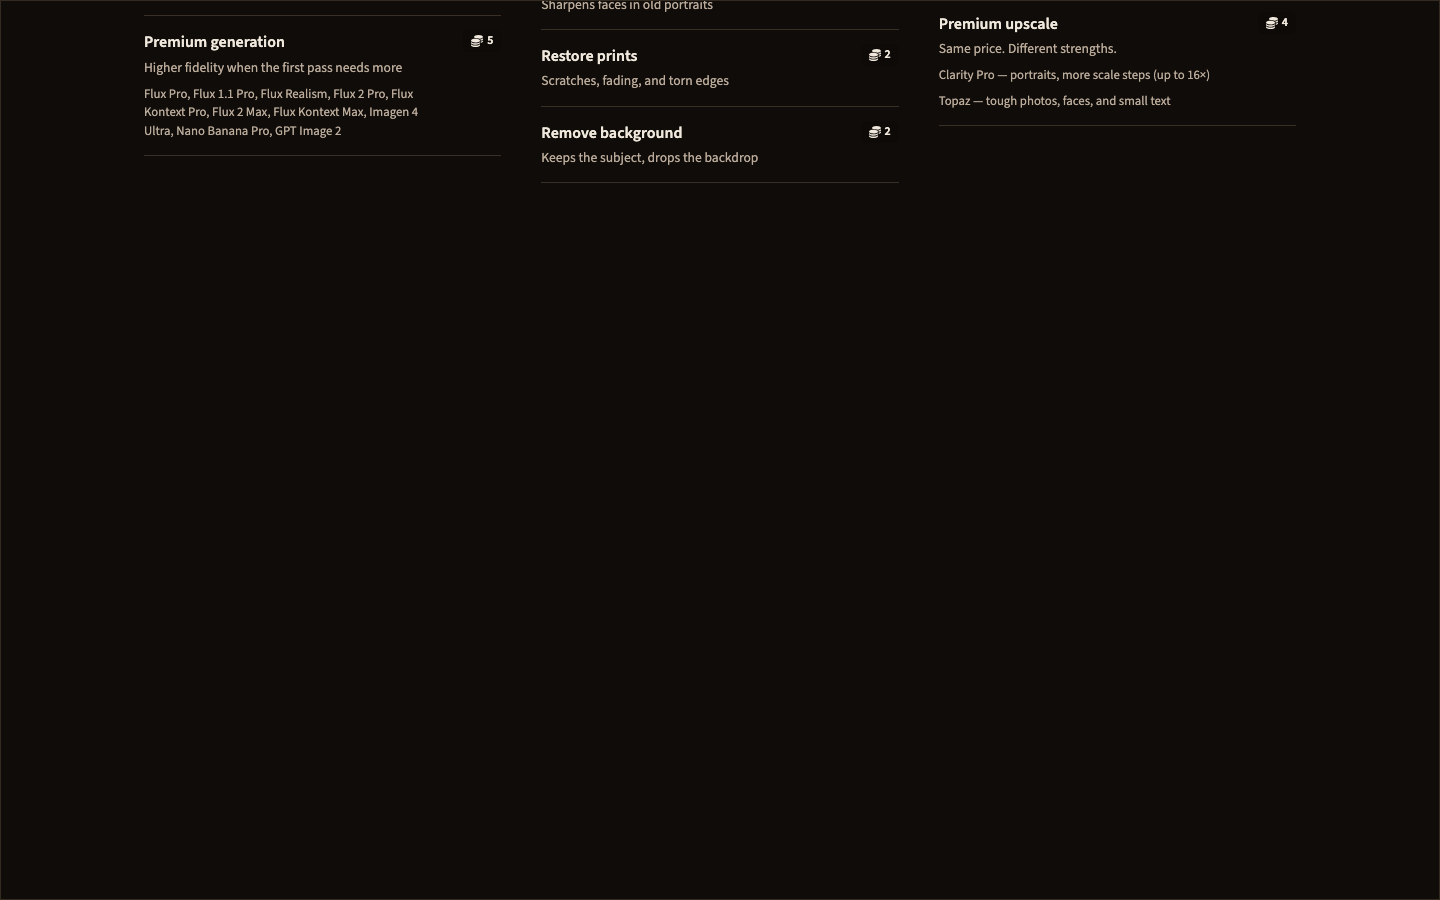 Premium generation
5
Higher fidelity when the first pass needs more
Flux Pro, Flux 1.1 Pro, Flux Realism, Flux 2 Pro, Flux
Kontext Pro, Flux 2 Max, Flux Kontext Max, Imagen 4
Ultra, Nano Banana Pro, GPT Image 2
Sharpens faces in old portraits
Restore prints
2
Scratches, fading, and torn edges
Remove background
2
Keeps the subject, drops the backdrop
Premium upscale
4
Same price. Different strengths.
Clarity Pro — portraits, more scale steps (up to 16×)
Topaz — tough photos, faces, and small text